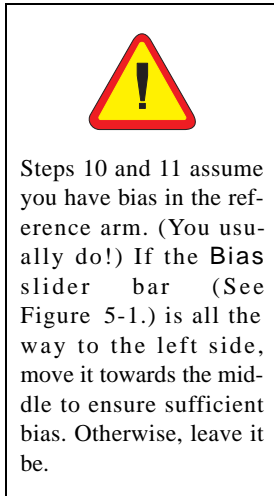 Steps 10 and 11 assume
you have bias in the ref-
erence arm. (You usu-
ally do!) If the Bias
slider bar (See
Figure 5-1.) is all the
way to the left side,
move it towards the mid-
dle to ensure sufficient
bias. Otherwise, leave it
be.